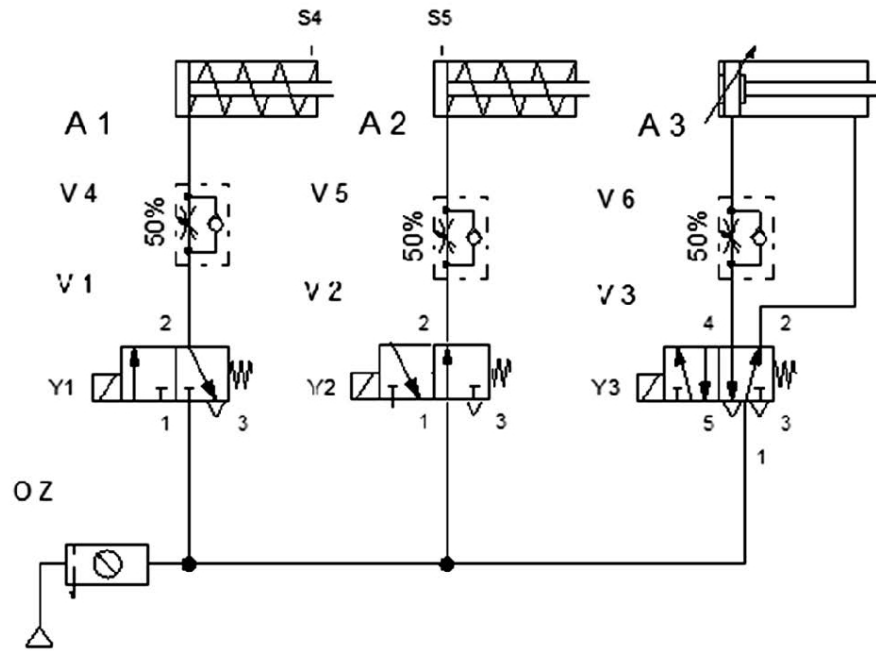 S4 S5
A 1 A 2 A 3
V 4 V 5 V 6
50% 50% 50%
V 1 V 2 V 3
2 2 4 2
Y1 Y2 Y3
1 3 1 3 5 3
1
O Z